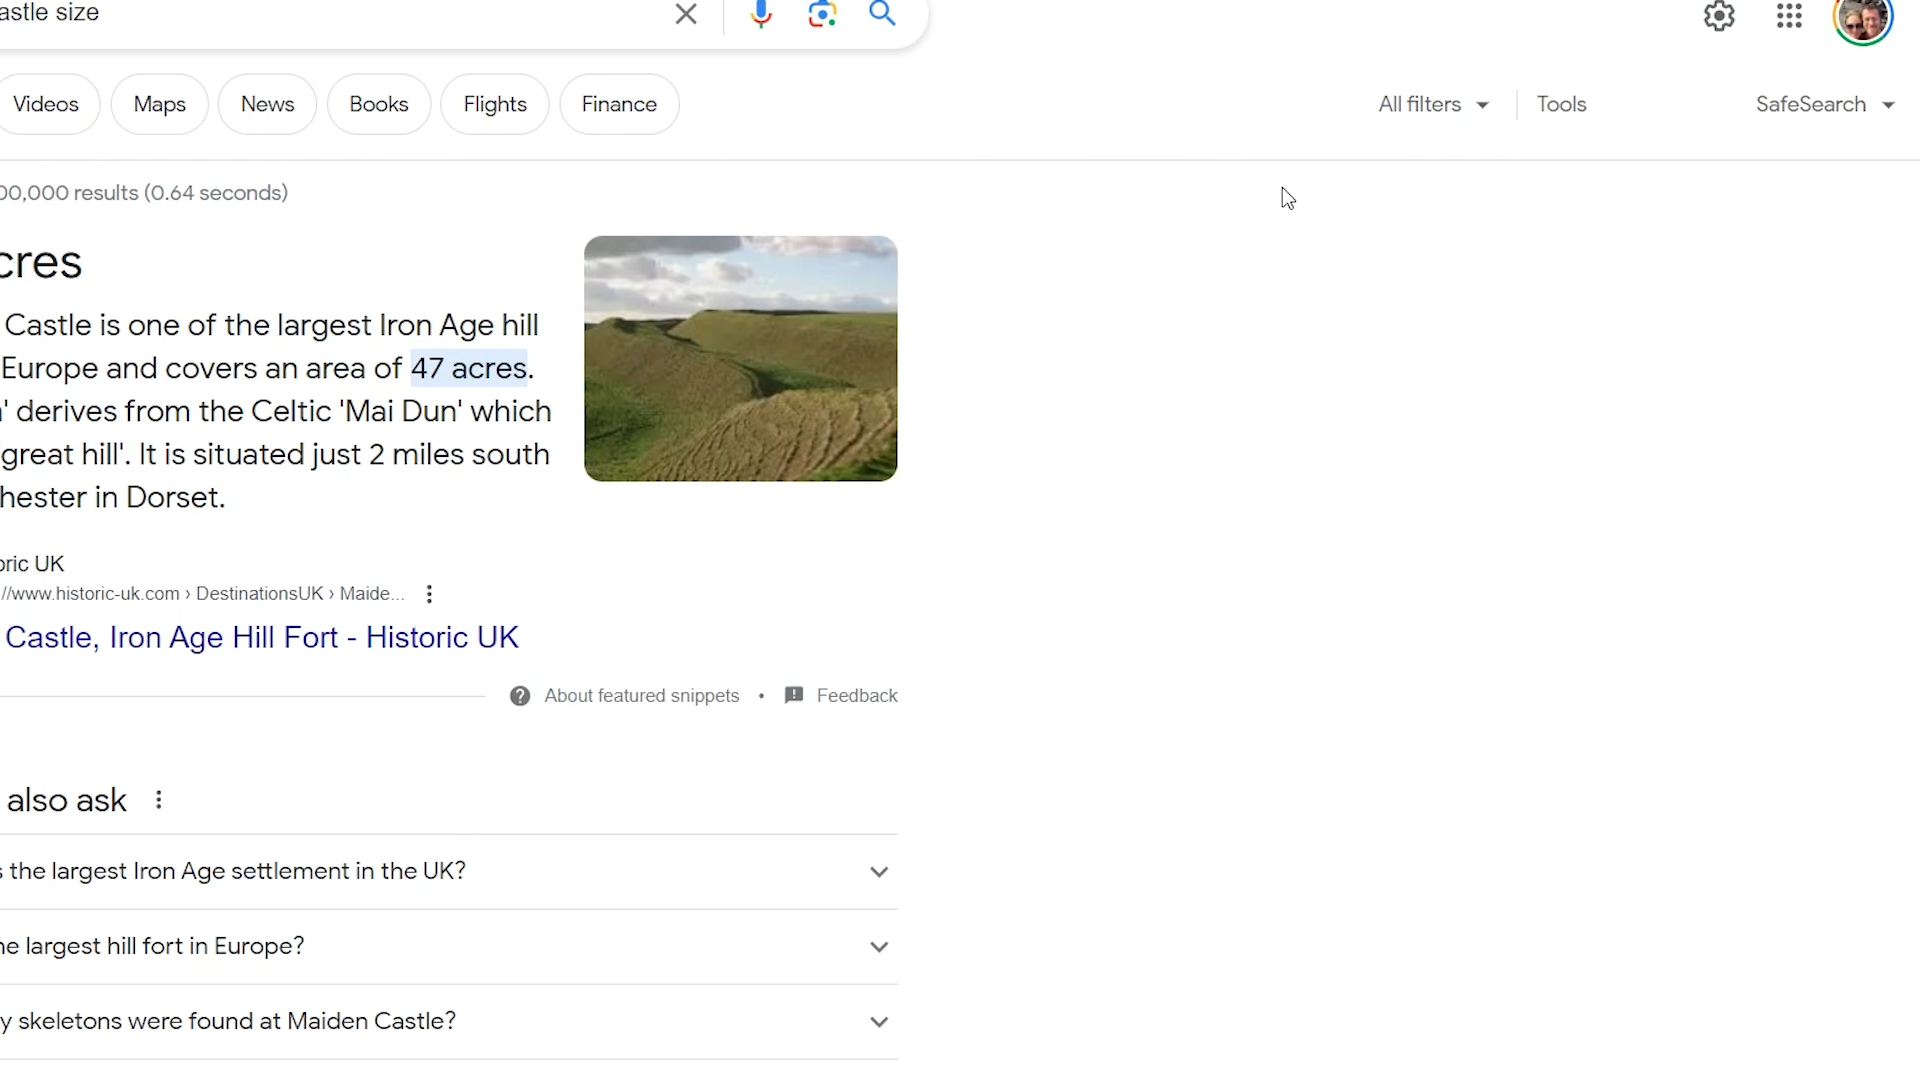 astle size
Videos Maps News Books Flights Finance All filters Tools SafeSearch
00,000 results (0.64 seconds)
cres
Castle is one of the largest Iron Age hill
Europe and covers an area of 47 acres.
' derives from the Celtic 'Mai Dun' which
great hill'. It is situated just 2 miles south
hester in Dorset.
oric UK
//www.historic-uk.com › DestinationsUK › Maide...
Castle, Iron Age Hill Fort - Historic UK
About featured snippets • Feedback
also ask
s the largest Iron Age settlement in the UK?
he largest hill fort in Europe?
y skeletons were found at Maiden Castle?